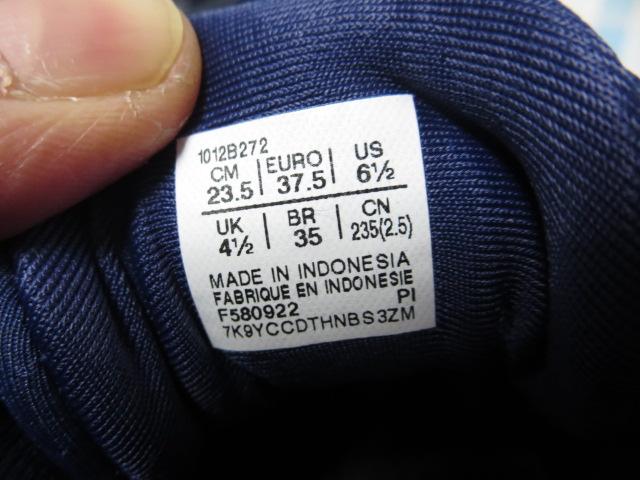 1012B272
CM EURO US
23.5 37.5 6½
UK BR CN
4½ 35 235(2.5)
MADE IN INDONESIA
FABRIQUE EN INDONESIE
F580922 PI
7K9YCCDTHNBS3ZM